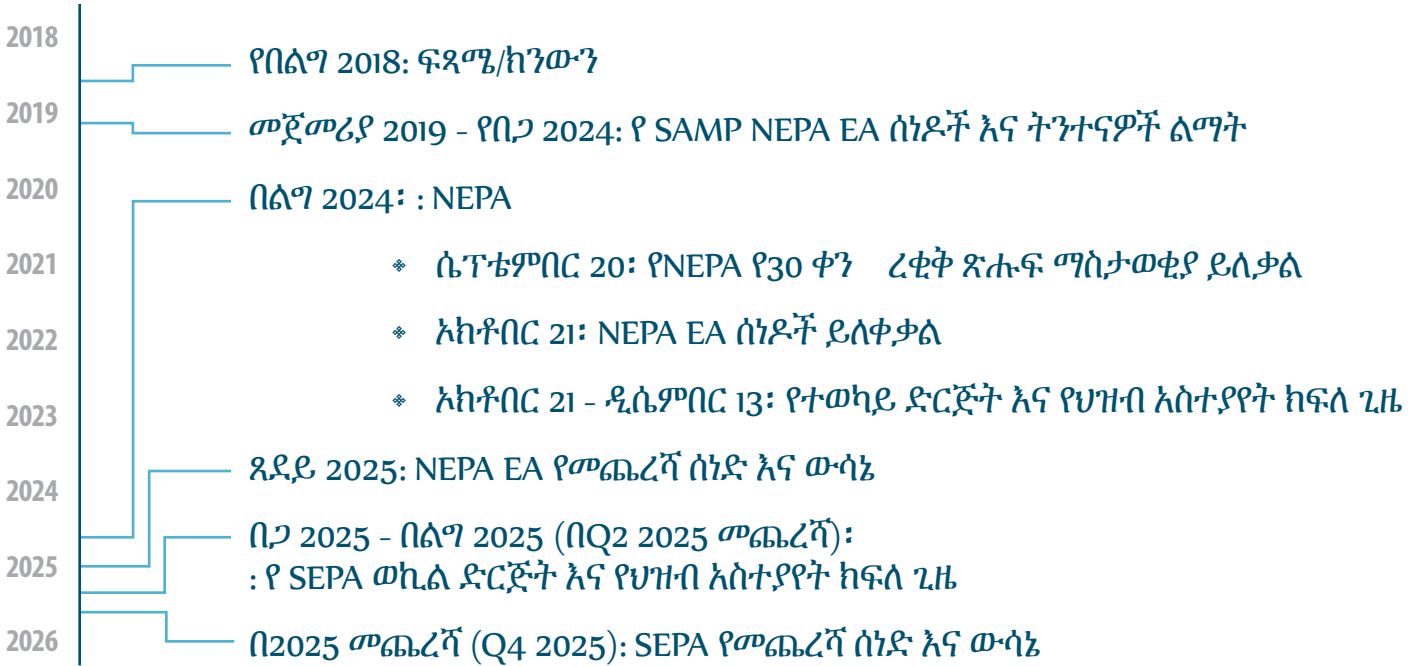 2018
የበልግ 2018: ፍጻሜ/ክንውን
2019
መጀመሪያ 2019 - የበጋ 2024: የ SAMP NEPA EA ሰነዶች እና ትንተናዎች ልማት
2020
በልግ 2024፡ : NEPA
2021
ሴፕቴምበር 20፡ የNEPA የ30 ቀን ረቂቅ ጽሑፍ ማስታወቂያ ይለቃል
2022
ኦክቶበር 21፡ NEPA EA ሰነዶች ይለቀቃል
2023
ኦክቶበር 21 - ዲሴምበር 13፡ የተወካይ ድርጅት እና የህዝብ አስተያየት ክፍለ ጊዜ
ጸደይ 2025: NEPA EA የመጨረሻ ሰነድ እና ውሳኔ
2024
በጋ 2025 - በልግ 2025 (በQ2 2025 መጨረሻ)፡
2025
: የ SEPA ወኪል ድርጅት እና የህዝብ አስተያየት ክፍለ ጊዜ
2026
በ2025 መጨረሻ (Q4 2025): SEPA የመጨረሻ ሰነድ እና ውሳኔ